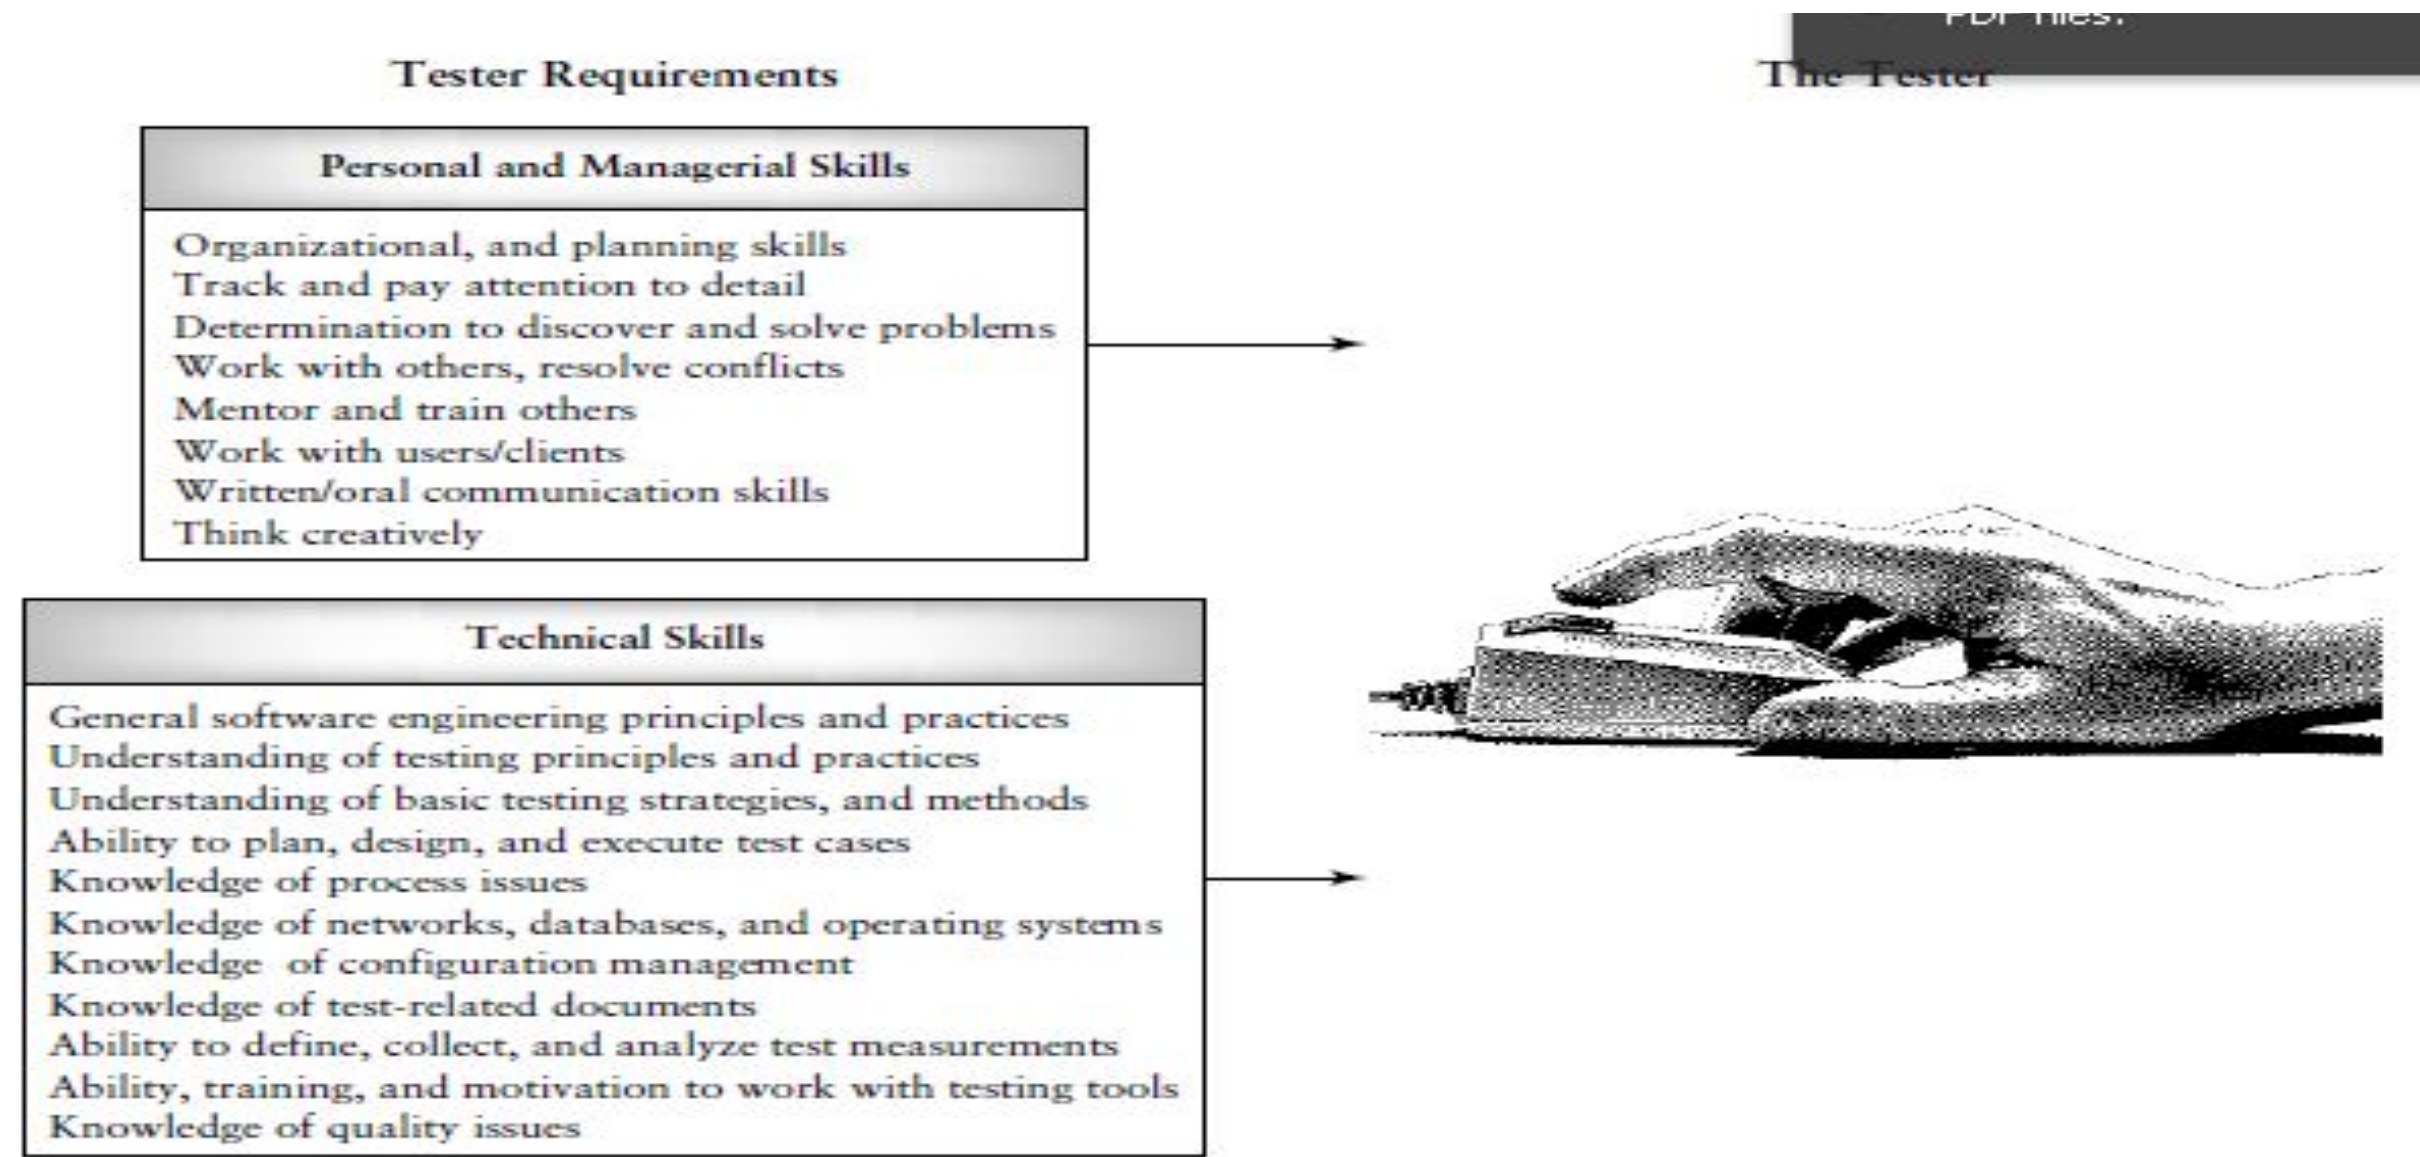 PDF files.
Tester Requirements
The Tester
Personal and Managerial Skills
Organizational, and planning skills
Track and pay attention to detail
Determination to discover and solve problems
Work with others, resolve conflicts
Mentor and train others
Work with users/clients
Written/oral communication skills
Think creatively
Technical Skills
General software engineering principles and practices
Understanding of testing principles and practices
Understanding of basic testing strategies, and methods
Ability to plan, design, and execute test cases
Knowledge of process issues
Knowledge of networks, databases, and operating systems
Knowledge of configuration management
Knowledge of test-related documents
Ability to define, collect, and analyze test measurements
Ability, training, and motivation to work with testing tools
Knowledge of quality issues